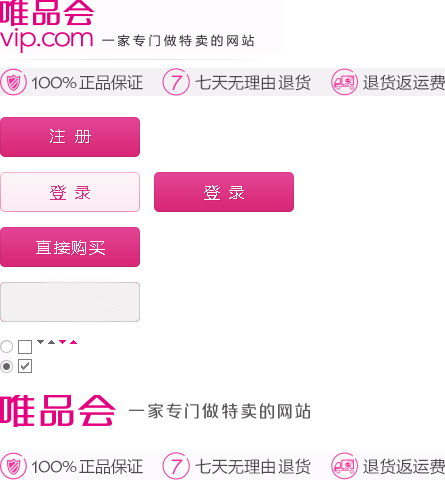 唯品会
vip.com 一家专门做特卖的网站
100%正品保证 7 七天无理由退货 退货返运费
注 册
登 录 登 录
直接购买
唯品会 一家专门做特卖的网站
100%正品保证 7 七天无理由退货 退货返运费